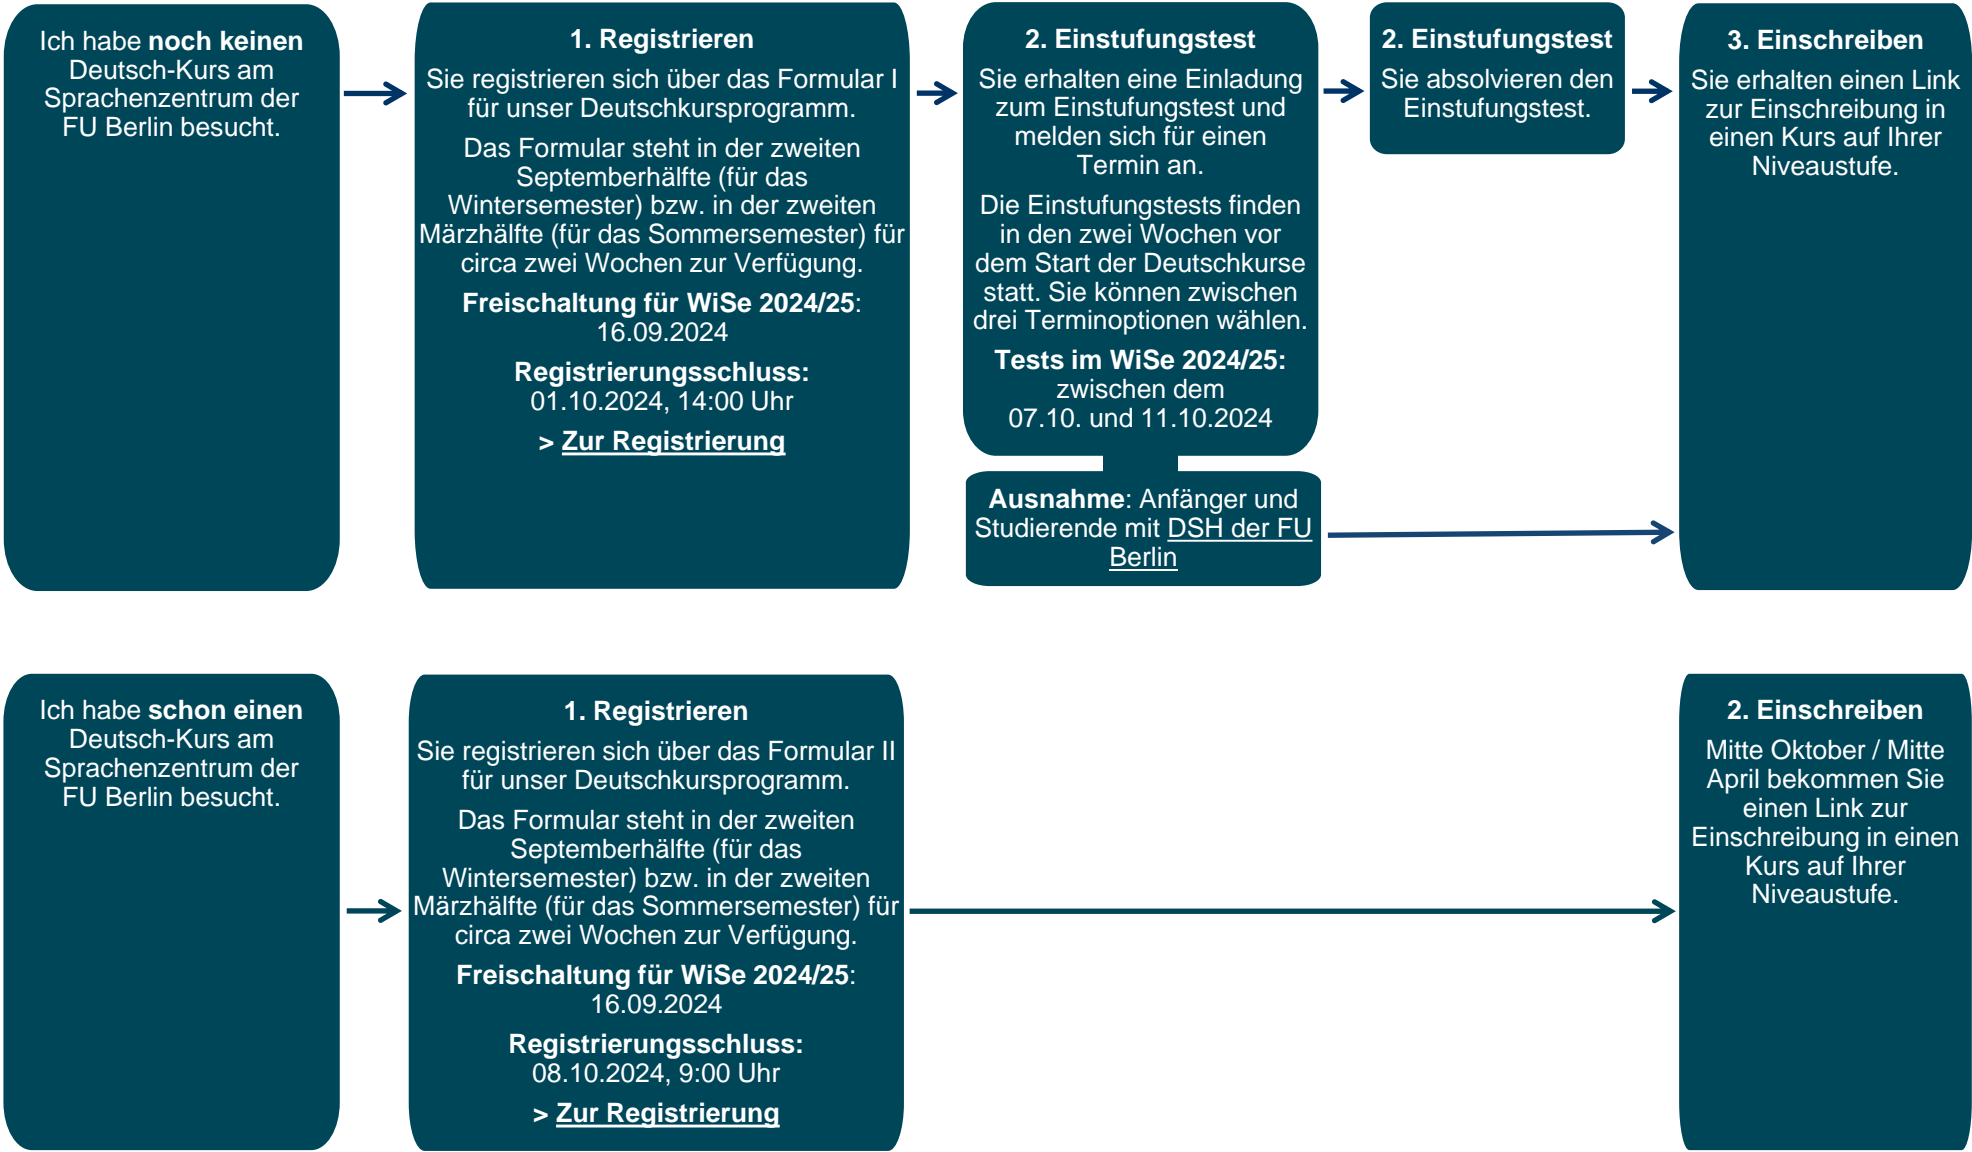 Ich habe noch keinen
Deutsch-Kurs am
Sprachenzentrum der
FU Berlin besucht.
1. Registrieren
Sie registrieren sich über das Formular I
für unser Deutschkursprogramm.
Das Formular steht in der zweiten
Septemberhälfte (für das
Wintersemester) bzw. in der zweiten
Märzhälfte (für das Sommersemester) für
circa zwei Wochen zur Verfügung.
Freischaltung für WiSe 2024/25:
16.09.2024
Registrierungsschluss:
01.10.2024, 14:00 Uhr
> Zur Registrierung
2. Einstufungstest
Sie erhalten eine Einladung
zum Einstufungstest und
melden sich für einen
Termin an.
Die Einstufungstests finden
in den zwei Wochen vor
dem Start der Deutschkurse
statt. Sie können zwischen
drei Terminoptionen wählen.
Tests im WiSe 2024/25:
zwischen dem
07.10. und 11.10.2024
Ausnahme: Anfänger und
Studierende mit DSH der FU
Berlin
2. Einstufungstest
Sie absolvieren den
Einstufungstest.
3. Einschreiben
Sie erhalten einen Link
zur Einschreibung in
einen Kurs auf Ihrer
Niveaustufe.
Ich habe schon einen
Deutsch-Kurs am
Sprachenzentrum der
FU Berlin besucht.
1. Registrieren
Sie registrieren sich über das Formular II
für unser Deutschkursprogramm.
Das Formular steht in der zweiten
Septemberhälfte (für das
Wintersemester) bzw. in der zweiten
Märzhälfte (für das Sommersemester) für
circa zwei Wochen zur Verfügung.
Freischaltung für WiSe 2024/25:
16.09.2024
Registrierungsschluss:
08.10.2024, 9:00 Uhr
> Zur Registrierung
2. Einschreiben
Mitte Oktober / Mitte
April bekommen Sie
einen Link zur
Einschreibung in einen
Kurs auf Ihrer
Niveaustufe.